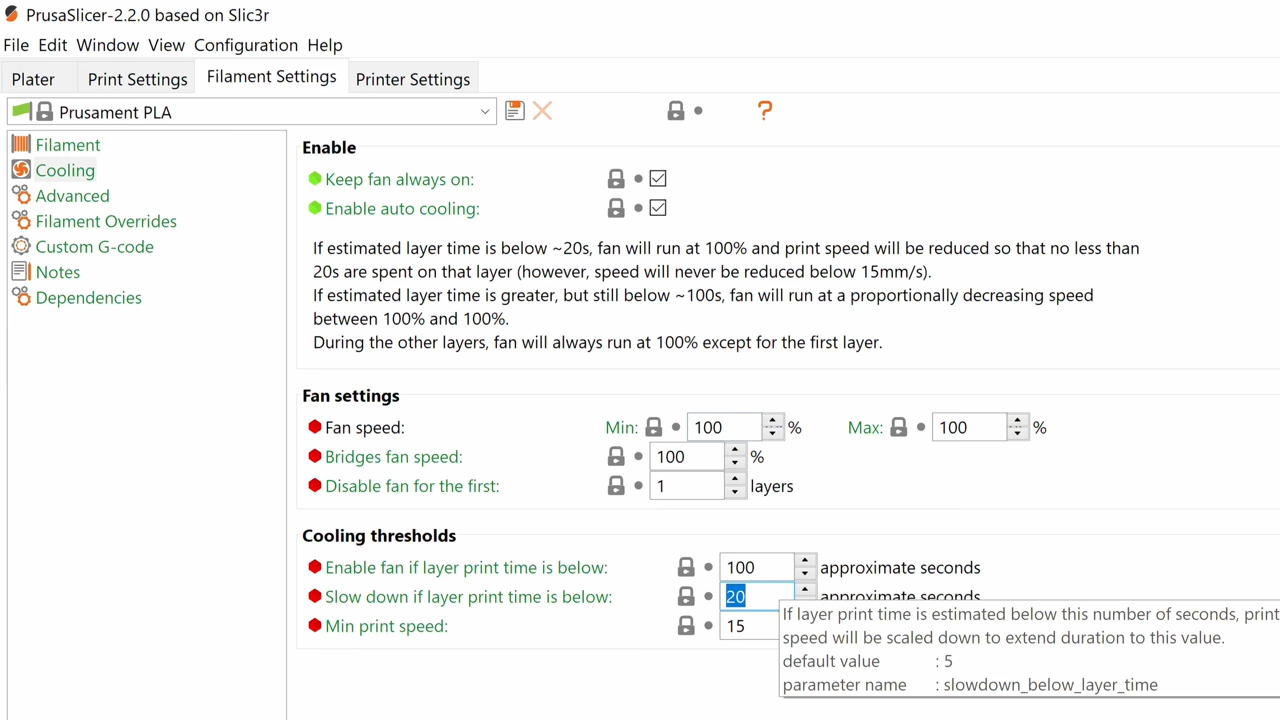 PrusaSlicer-2.2.0 based on Slic3r
File Edit Window View Configuration Help
Plater Print Settings Filament Settings Printer Settings
Prusament PLA ?
Filament
Cooling
Advanced
Filament Overrides
Custom G-code
Notes
Dependencies
Enable
Keep fan always on:
Enable auto cooling:
If estimated layer time is below ~20s, fan will run at 100% and print speed will be reduced so that no less than
20s are spent on that layer (however, speed will never be reduced below 15mm/s).
If estimated layer time is greater, but still below ~100s, fan will run at a proportionally decreasing speed
between 100% and 100%.
During the other layers, fan will always run at 100% except for the first layer.
Fan settings
Fan speed: Min: 100 % Max: 100 %
Bridges fan speed: 100 %
Disable fan for the first: 1 layers
Cooling thresholds
Enable fan if layer print time is below: 100 approximate seconds
Slow down if layer print time is below: 20 approximate seconds
Min print speed: 15
If layer print time is estimated below this number of seconds, print
speed will be scaled down to extend duration to this value.
default value : 5
parameter name : slowdown_below_layer_time